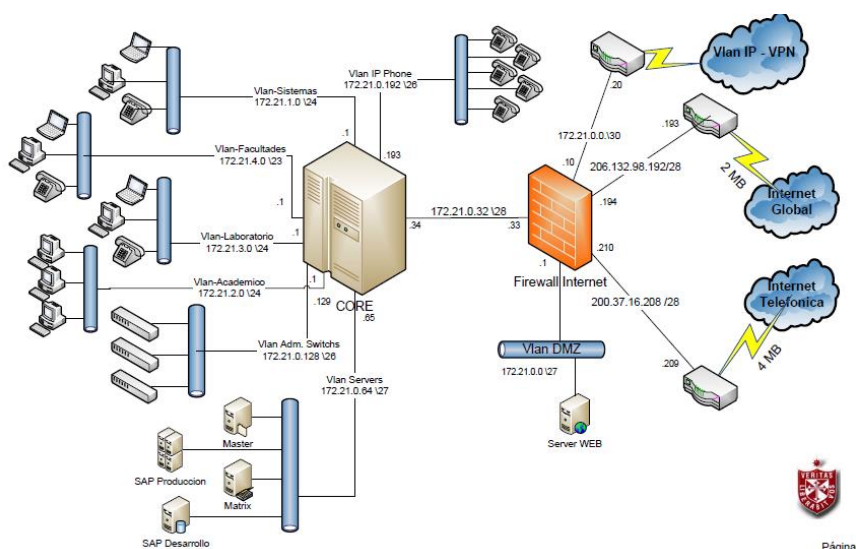 Vlan-Sistemas
172.21.1.0 \24
Vlan IP Phone
172.21.0.192 \26
Vlan IP - VPN
.20
.193
172.21.0.0\30
206.132.98.192/28
2 MB
Internet
Global
Vlan-Facultades
172.21.4.0 \23
.1
.193
.1
.10
.194
172.21.0.32 \28
.34
.33
.210
Firewall Internet
.1
Vlan-Laboratorio
172.21.3.0 \24
.1
Vlan-Academico
172.21.2.0 \24
.1
.129
CORE
.65
Internet
Telefonica
200.37.16.208 /28
4 MB
.209
Vlan Adm. Switchs
172.21.0.128 \26
Vlan DMZ
172.21.0.0 \27
Vlan Servers
172.21.0.64 \27
Server WEB
Master
SAP Produccion
Matrix
SAP Desarrollo
VERITAS
LIBERABIT VOS
Página